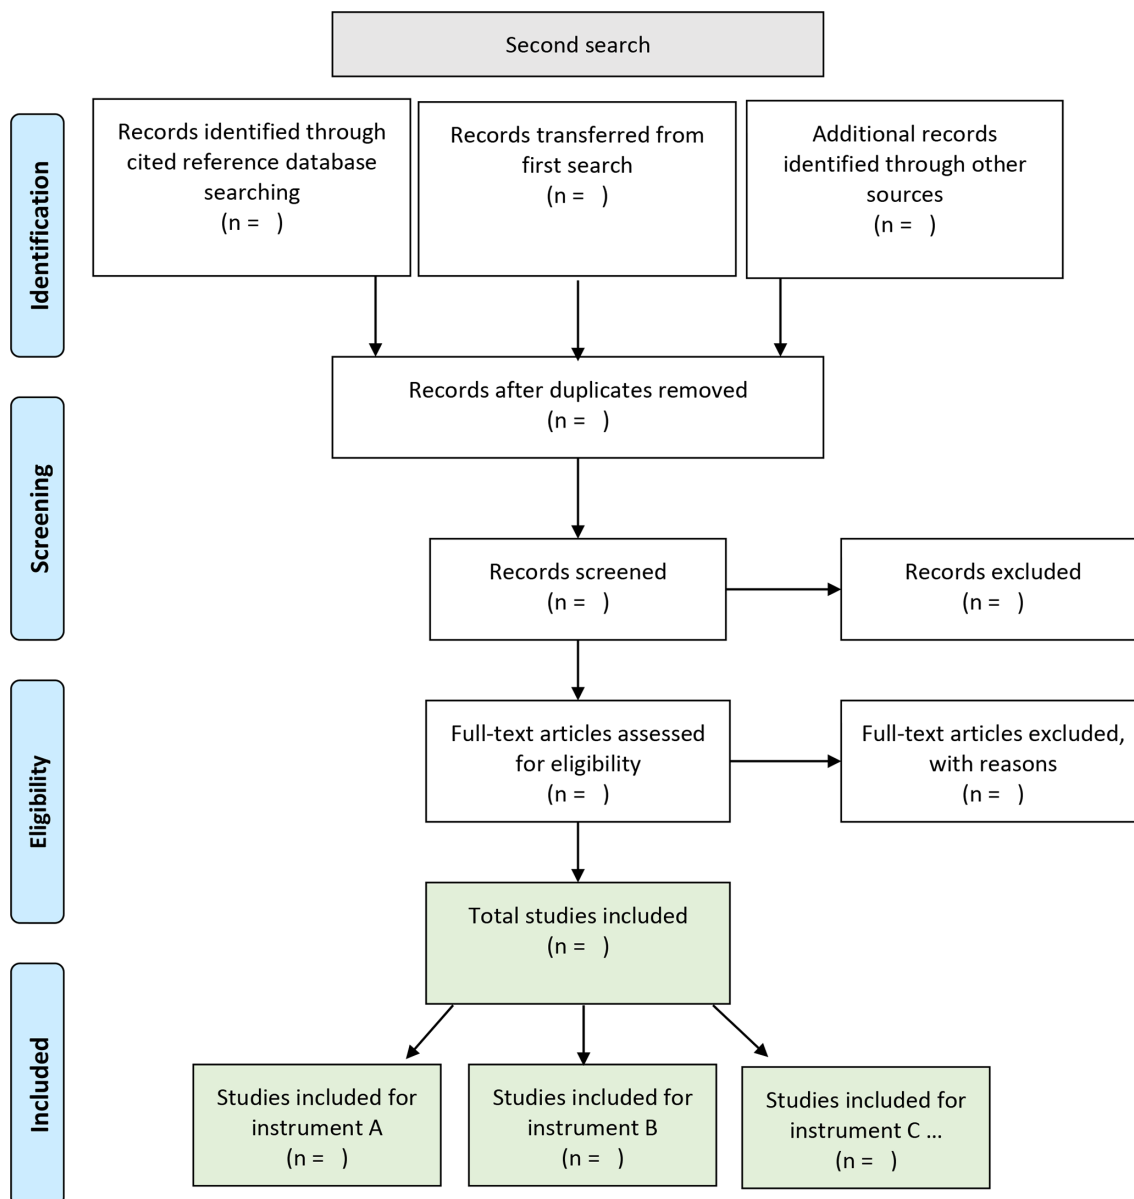 Second search
Identification
Records identified through
cited reference database
searching
(n =   )
Records transferred from
first search
(n =   )
Additional records
identified through other
sources
(n =   )
Records after duplicates removed
(n =   )
Screening
Records screened
(n =   )
Records excluded
(n =   )
Eligibility
Full-text articles assessed
for eligibility
(n =   )
Full-text articles excluded,
with reasons
(n =   )
Total studies included
(n =   )
Included
Studies included for
instrument A
(n =   )
Studies included for
instrument B
(n =   )
Studies included for
instrument C ...
(n =   )